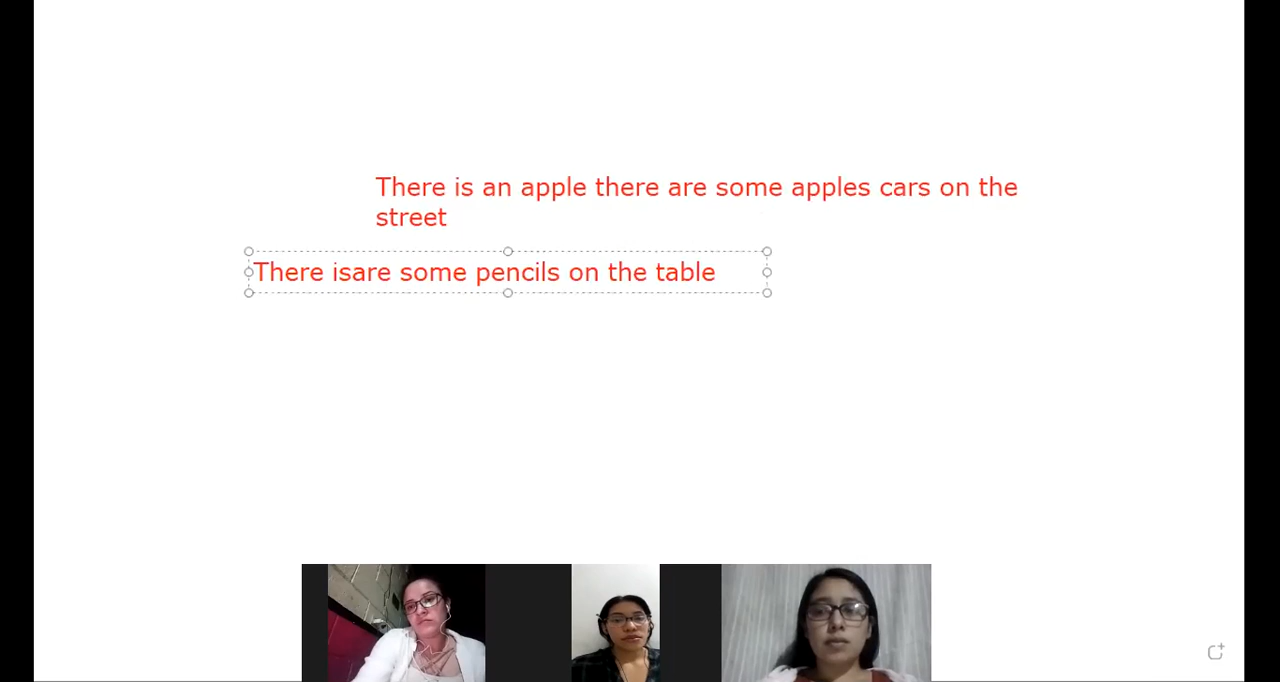 There is an apple there are some apples cars on the
street
There isare some pencils on the table